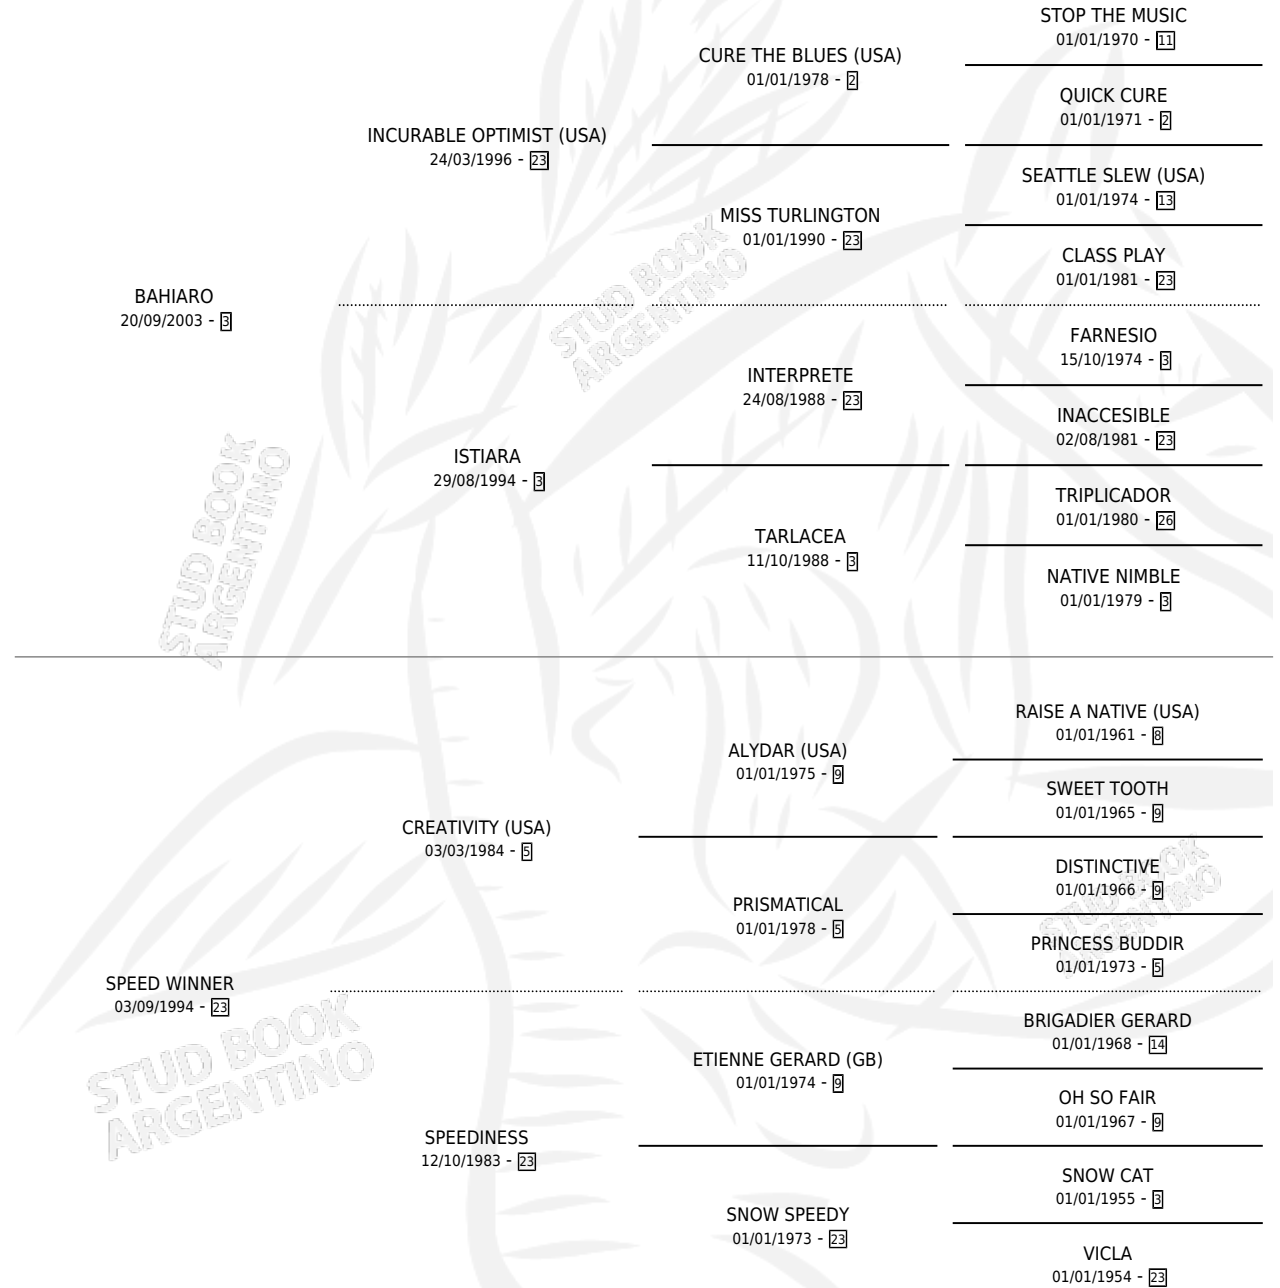 STOP THE MUSIC
01/01/1970 - 11
CURE THE BLUES (USA)
01/01/1978 - 2
QUICK CURE
01/01/1971 - 2
INCURABLE OPTIMIST (USA)
24/03/1996 - 23
SEATTLE SLEW (USA)
01/01/1974 - 13
MISS TURLINGTON
01/01/1990 - 23
CLASS PLAY
01/01/1981 - 23
BAHIARO
20/09/2003 - 3
STUD BOOK
ARGENTINO
FARNESIO
15/10/1974 - 3
INTERPRETE
24/08/1988 - 23
INACCESIBLE
02/08/1981 - 23
ISTIARA
29/08/1994 - 3
STUD BOOK
ARGENTINO
TRIPLICADOR
01/01/1980 - 26
TARLACEA
11/10/1988 - 3
NATIVE NIMBLE
01/01/1979 - 3
RAISE A NATIVE (USA)
01/01/1961 - 8
ALYDAR (USA)
01/01/1975 - 9
SWEET TOOTH
01/01/1965 - 9
CREATIVITY (USA)
03/03/1984 - 5
DISTINCTIVE
01/01/1966 - 9
STUD BOOK
ARGENTINO
PRISMATICAL
01/01/1978 - 5
PRINCESS BUDDIR
01/01/1973 - 5
SPEED WINNER
03/09/1994 - 23
STUD BOOK
ARGENTINO
BRIGADIER GERARD
01/01/1968 - 14
ETIENNE GERARD (GB)
01/01/1974 - 9
OH SO FAIR
01/01/1967 - 9
SPEEDINESS
12/10/1983 - 23
SNOW CAT
01/01/1955 - 3
SNOW SPEEDY
01/01/1973 - 23
VICLA
01/01/1954 - 23